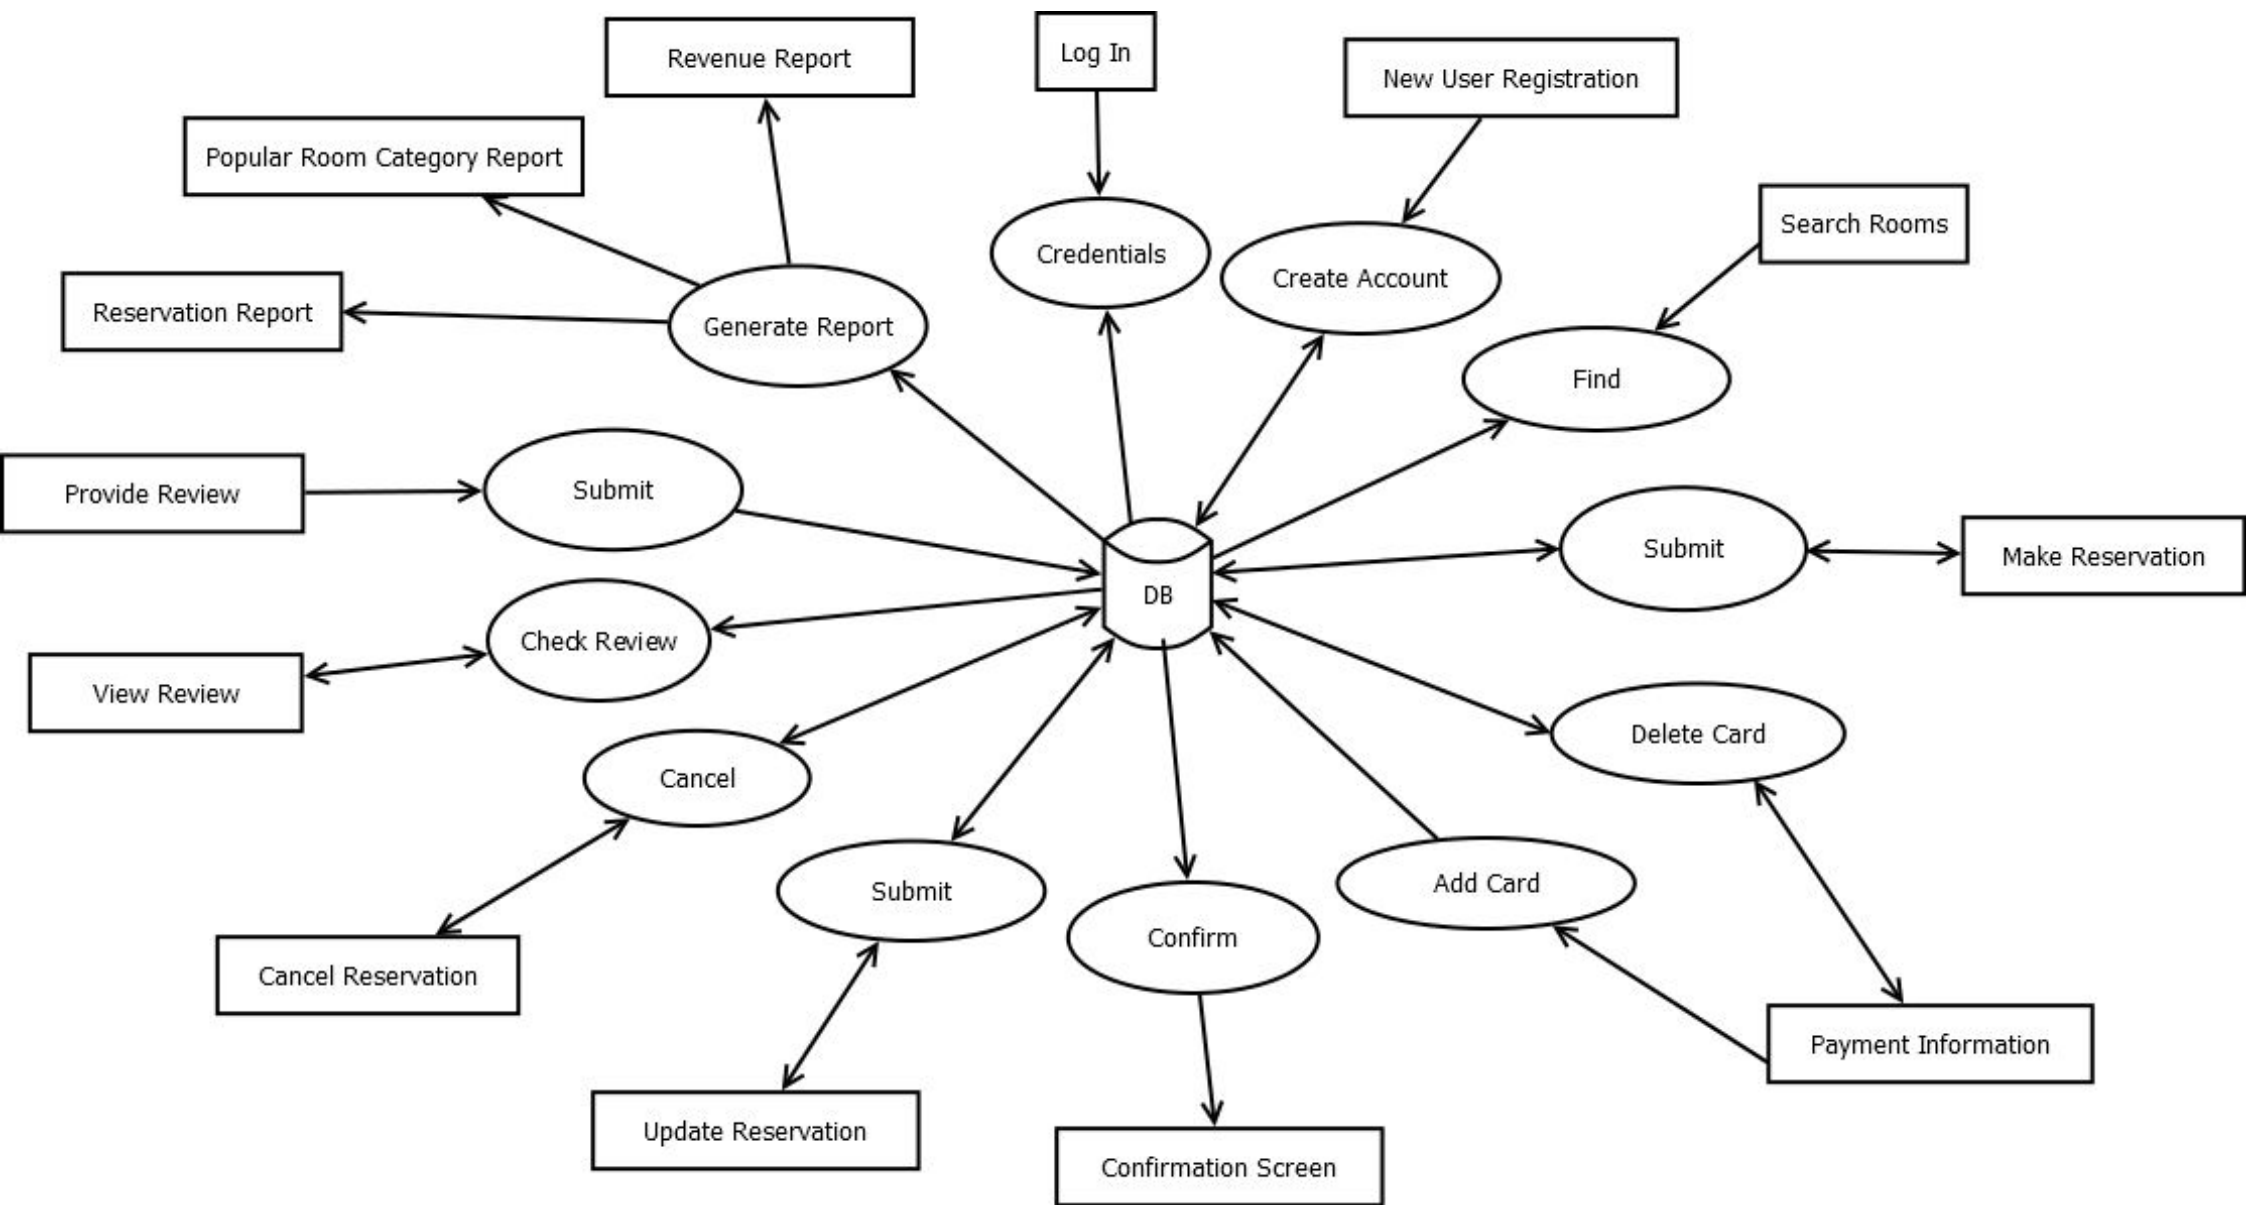 Log In
Revenue Report
New User Registration
Popular Room Category Report
Search Rooms
Credentials
Create Account
Reservation Report
Generate Report
Find
Provide Review
Submit
Submit
Make Reservation
DB
Check Review
View Review
Delete Card
Cancel
Add Card
Submit
Confirm
Cancel Reservation
Payment Information
Update Reservation
Confirmation Screen